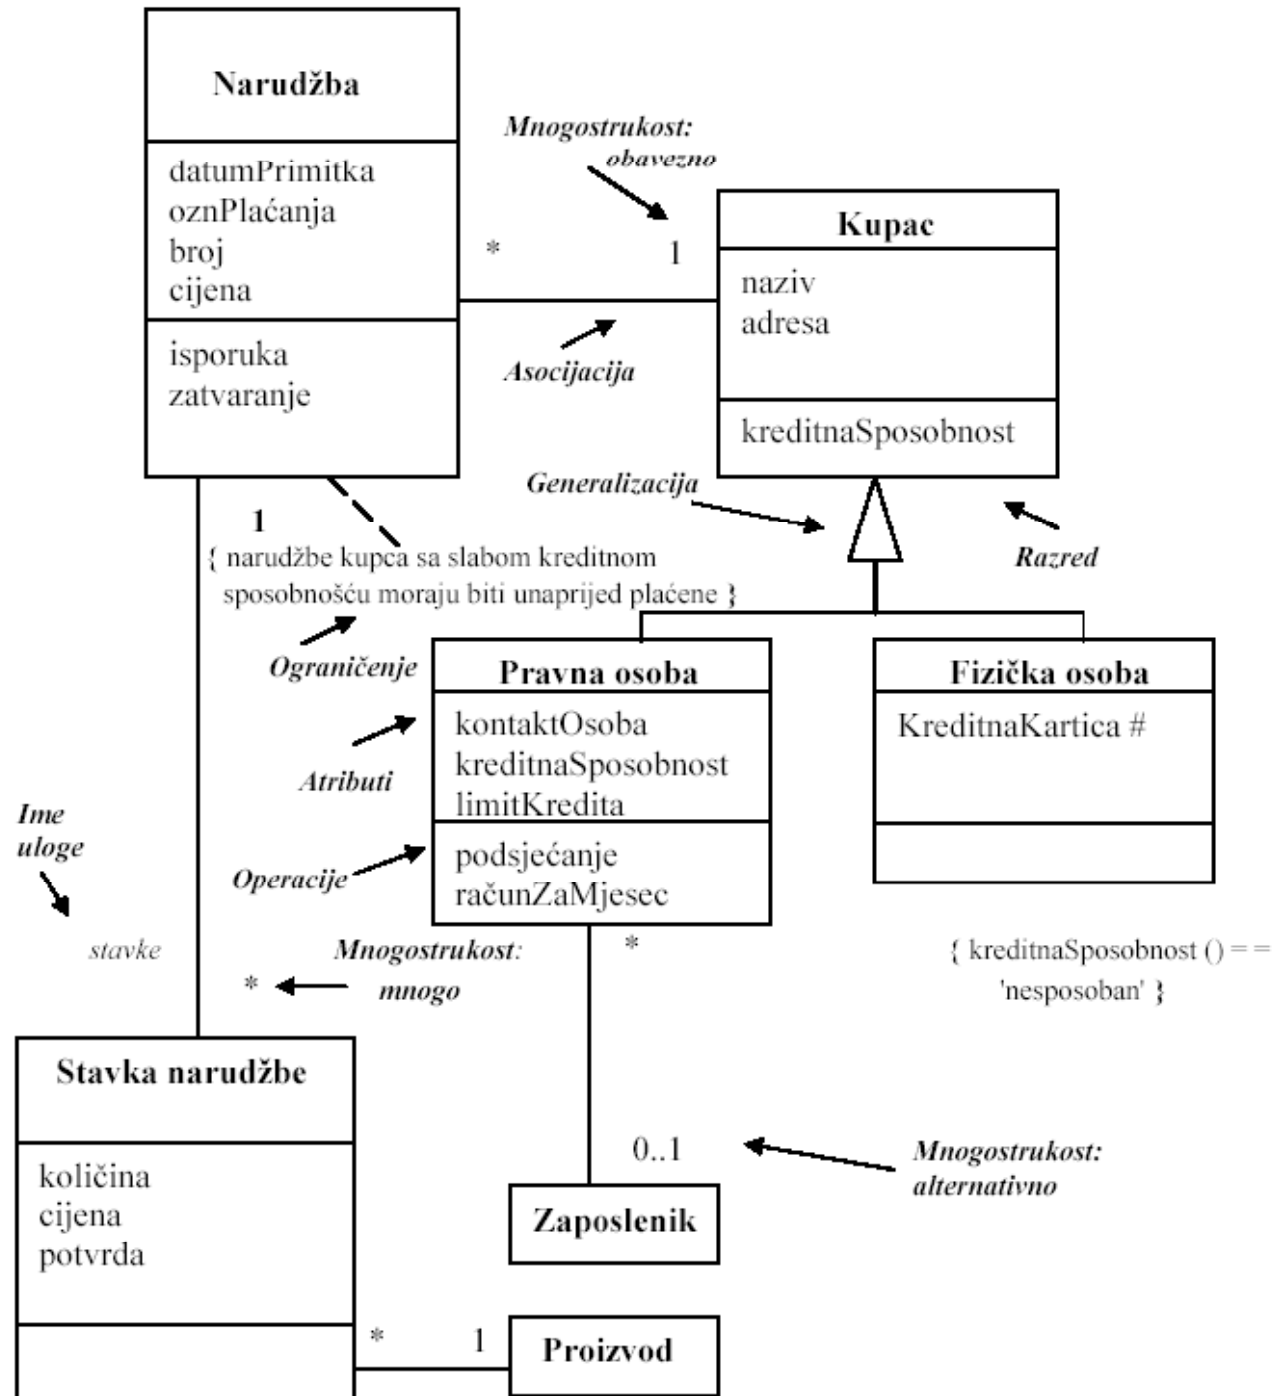 Narudžba
datumPrimitka
oznPlaćanja
broj
cijena
isporuka
zatvaranje
Mnogostrukost:
obavezno
*
1
Asocijacija
Kupac
naziv
adresa
kreditnaSposobnost
Generalizacija
Razred
1
{ narudžbe kupca sa slabom kreditnom
sposobnošću moraju biti unaprijed plaćene }
Ograničenje
Atributi
Operacije
Pravna osoba
kontaktOsoba
kreditnaSposobnost
limitKredita
podsjećanje
računZaMjesec
Fizička osoba
KreditnaKartica #
{ kreditnaSposobnost () = =
'nesposoban' }
Ime
uloge
stavke
*
Mnogostrukost:
mnogo
*
0..1
Mnogostrukost:
alternativno
Zaposlenik
Stavka narudžbe
količina
cijena
potvrda
*
1
Proizvod